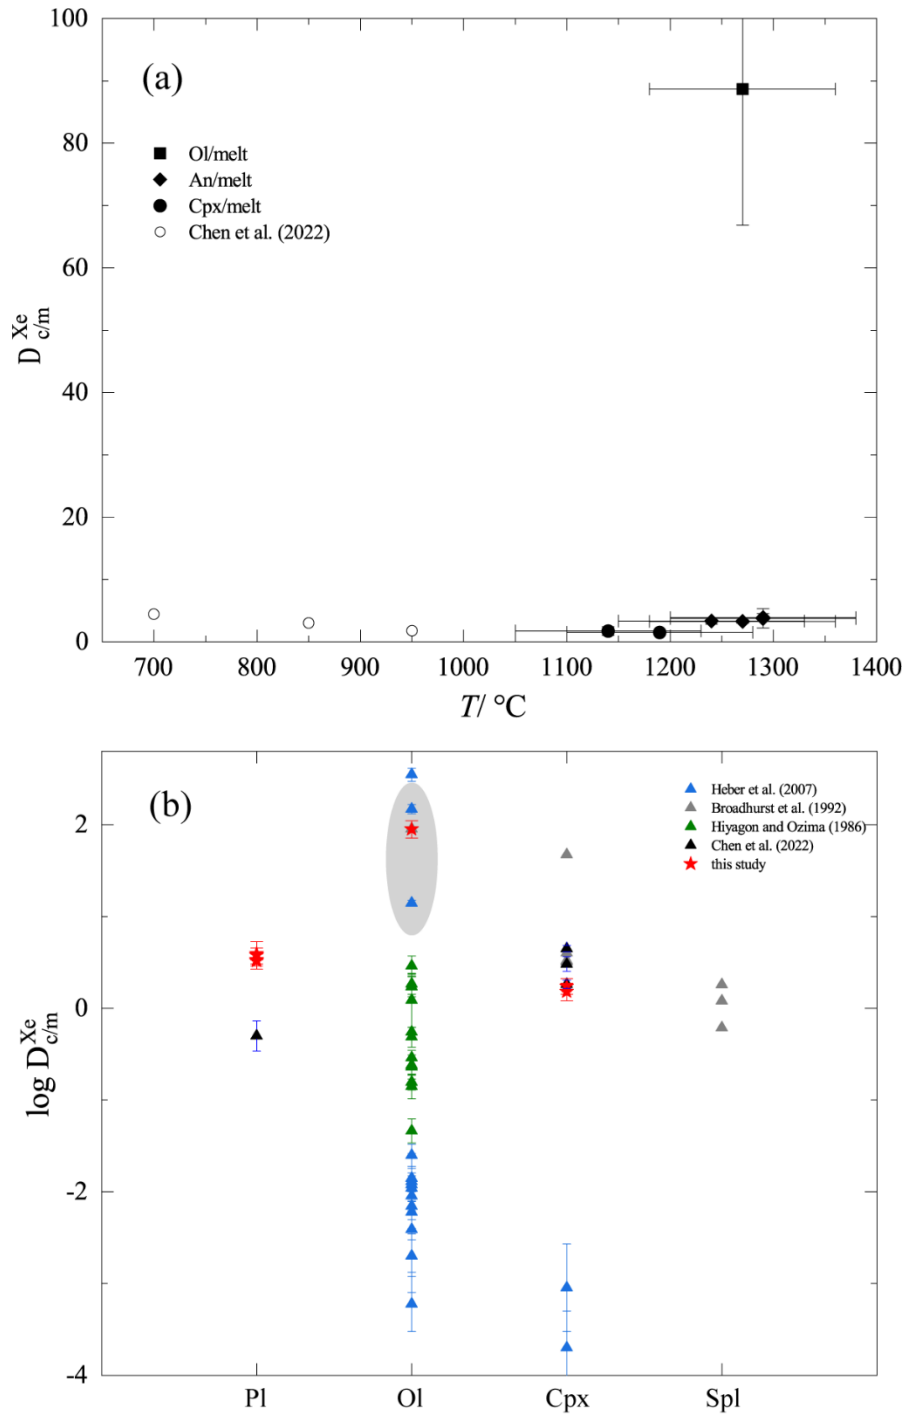 100
(a)
80
Ol/melt
An/melt
Cpx/melt
Chen et al. (2022)
60
D Xe c/m
40
20
0
700 800 900 1000 1100 1200 1300 1400
T/ °C
(b)
Heber et al. (2007)
Broadhurst et al. (1992)
Hiyagon and Ozima (1986)
Chen et al. (2022)
this study
2
0
log D Xe c/m
-2
-4
Pl Ol Cpx Spl